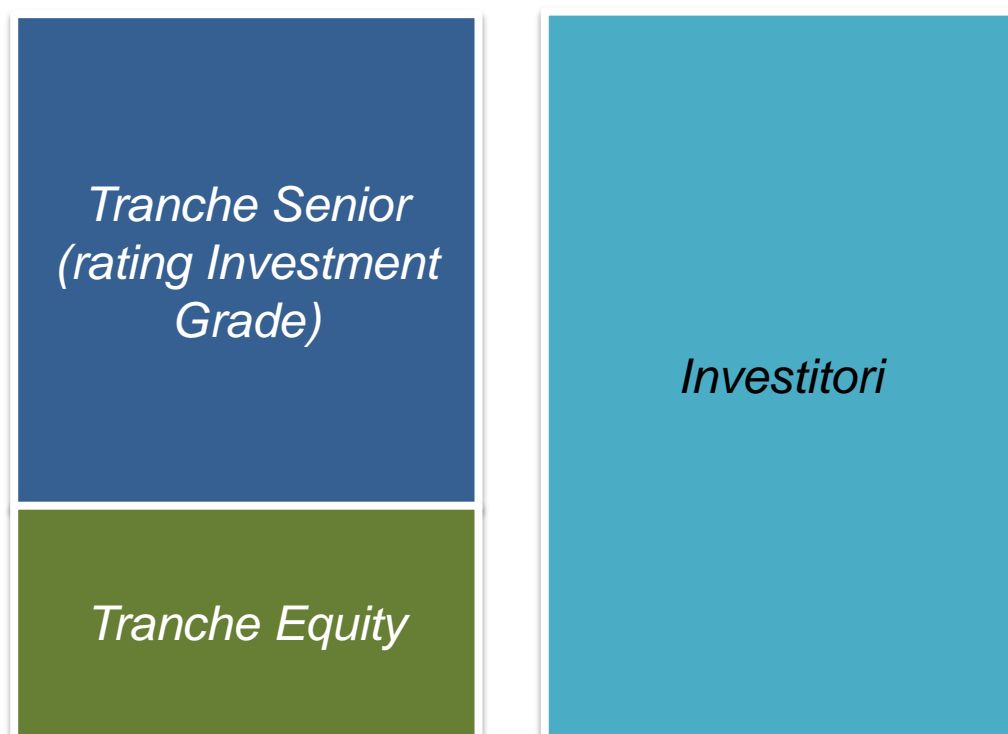 Tranche Senior
(rating Investment
Grade)
Tranche Equity
Investitori